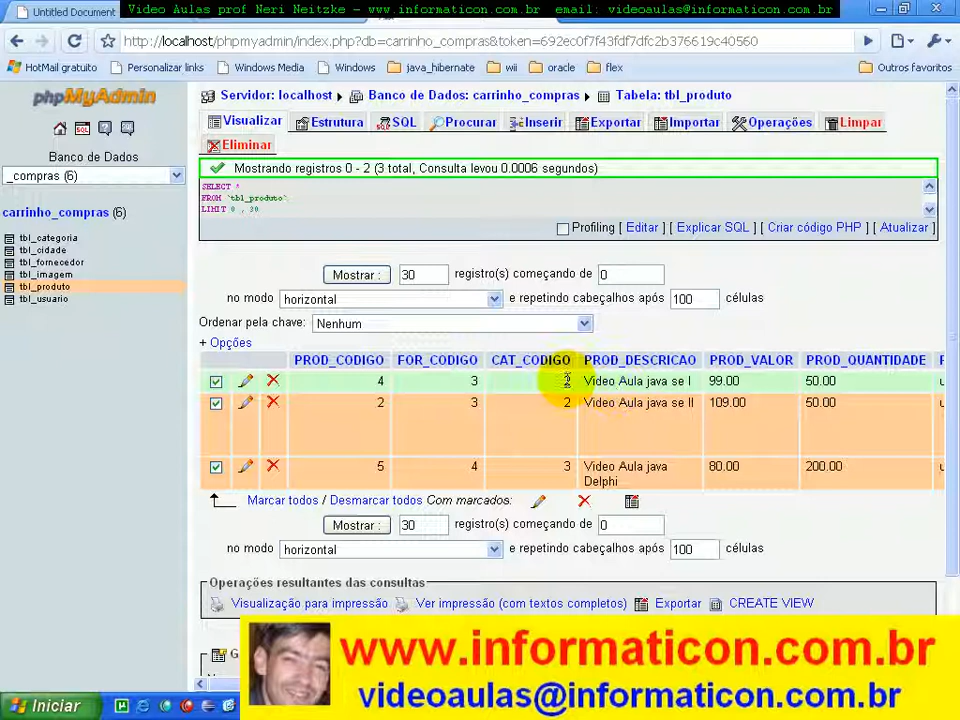 Video Aulas prof Neri Neitzke - www.informaticon.com.br email: videoaulas@informaticon.com.br
Untitled Document
http://localhost/phpmyadmin/index.php?db=carrinho_compras&token=692ec0f7f43fdf7dfc2b376619c40560
HotMail gratuito Personalizar links Windows Media Windows java_hibernate wii oracle flex Outros favoritos
phpMyAdmin
SQL
Banco de Dados
_compras (6)
carrinho_compras (6)
tbl_categoria
tbl_cidade
tbl_fornecedor
tbl_imagem
tbl_produto
tbl_usuario
Servidor: localhost Banco de Dados: carrinho_compras Tabela: tbl_produto
Visualizar Estrutura SQL Procurar Inserir Exportar Importar Operações Limpar
Eliminar
Mostrando registros 0 - 2 (3 total, Consulta levou 0.0006 segundos)
SELECT *
FROM `tbl_produto`
LIMIT 0 , 30
Profiling [ Editar ] [ Explicar SQL ] [ Criar código PHP ] [ Atualizar ]
Mostrar : 30 registro(s) começando de 0
no modo horizontal e repetindo cabeçalhos após 100 células
Ordenar pela chave: Nenhum
+ Opções
PROD_CODIGO FOR_CODIGO CAT_CODIGO PROD_DESCRICAO PROD_VALOR PROD_QUANTIDADE
4 3 2 Video Aula java se I 99.00 50.00
2 3 2 Video Aula java se II 109.00 50.00
5 4 3 Video Aula java Delphi 80.00 200.00
Marcar todos / Desmarcar todos Com marcados:
Mostrar : 30 registro(s) começando de 0
no modo horizontal e repetindo cabeçalhos após 100 células
Operações resultantes das consultas
Visualização para impressão Ver impressão (com textos completos) Exportar CREATE VIEW
www.informaticon.com.br
videoaulas@informaticon.com.br
Iniciar